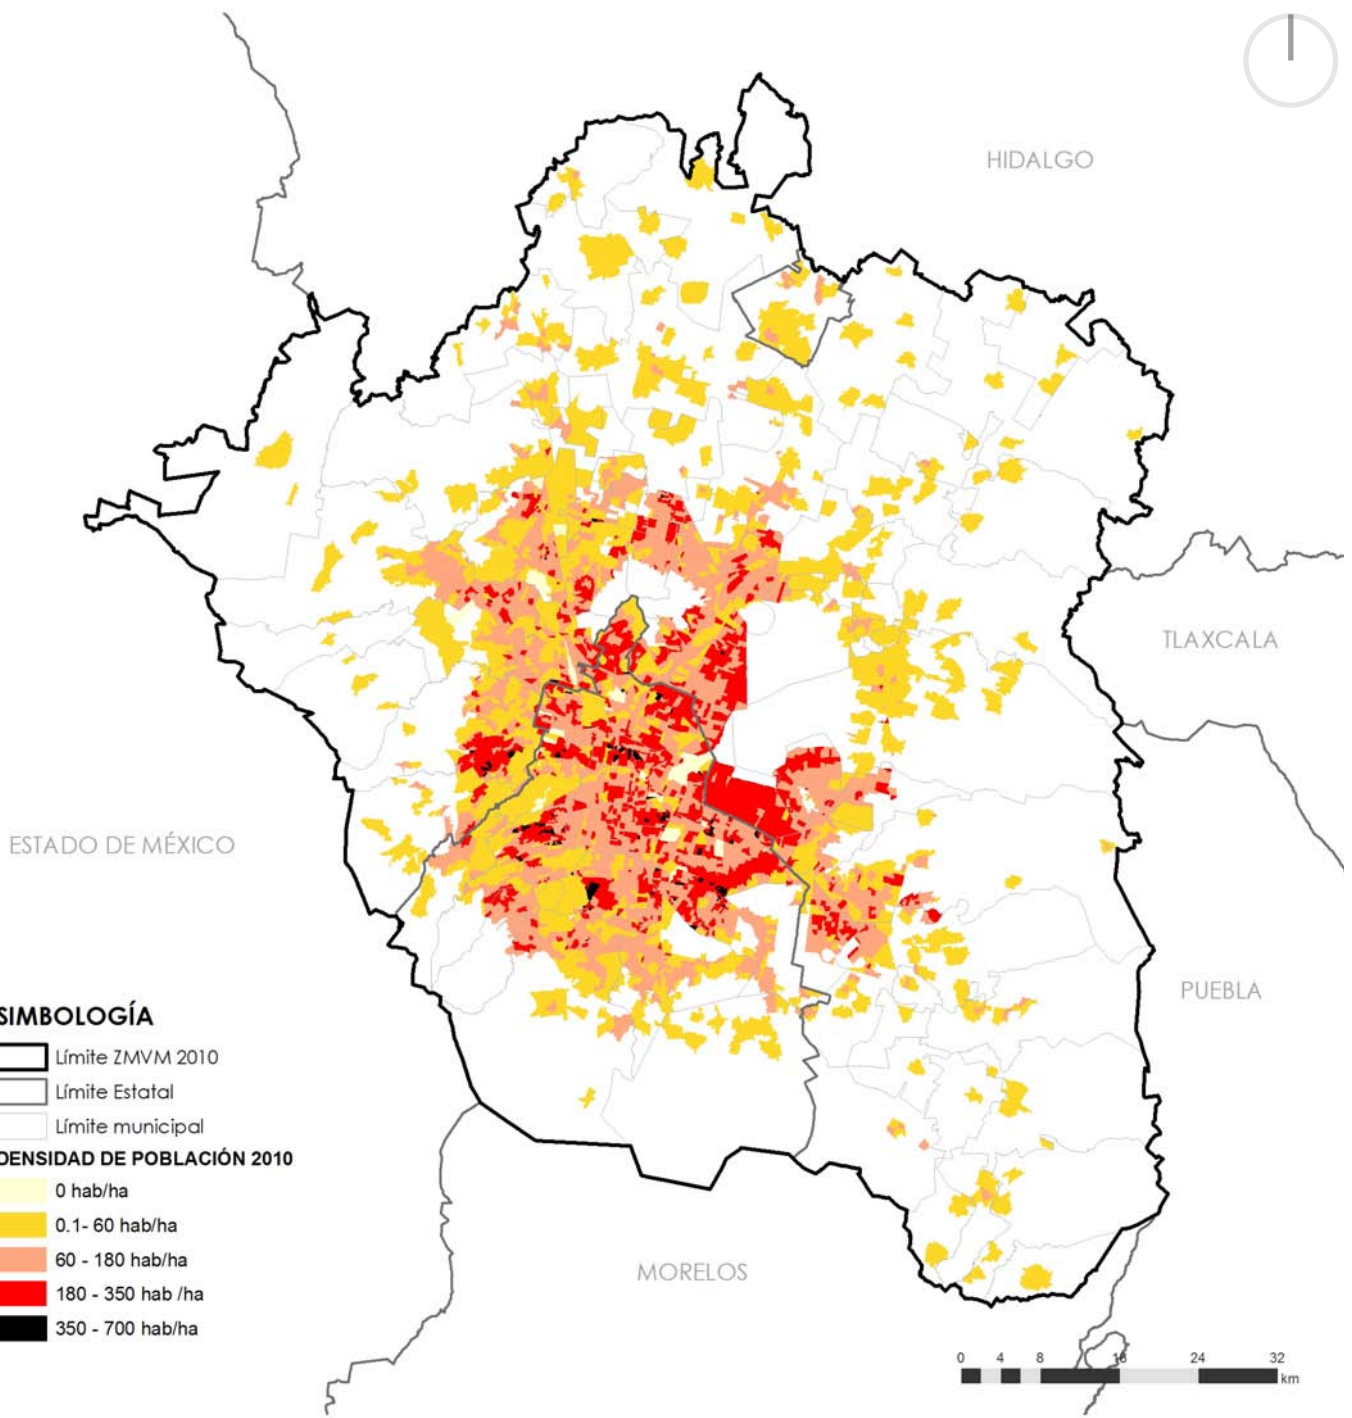 HIDALGO
TLAXCALA
ESTADO DE MÉXICO
PUEBLA
MORELOS
SIMBOLOGÍA
Límite ZMVM 2010
Límite Estatal
Límite municipal
DENSIDAD DE POBLACIÓN 2010
0 hab/ha
0.1- 60 hab/ha
60 - 180 hab/ha
180 - 350 hab /ha
350 - 700 hab/ha
0 4 8 16 24 32
km